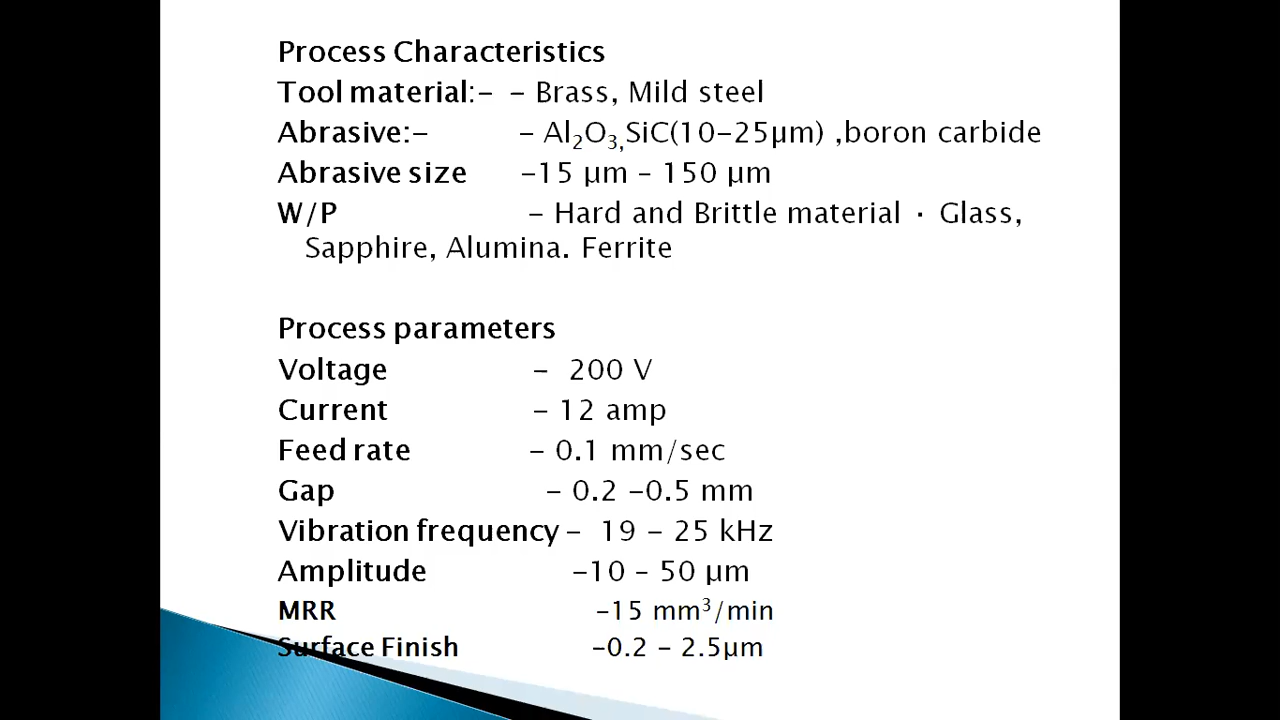 Process Characteristics
Tool material:- - Brass, Mild steel
Abrasive:- - Al₂O₃,SiC(10-25µm) ,boron carbide
Abrasive size -15 µm – 150 µm
W/P - Hard and Brittle material · Glass,
Sapphire, Alumina. Ferrite
Process parameters
Voltage - 200 V
Current - 12 amp
Feed rate - 0.1 mm/sec
Gap - 0.2 -0.5 mm
Vibration frequency - 19 - 25 kHz
Amplitude -10 – 50 µm
MRR -15 mm³/min
Surface Finish -0.2 - 2.5µm